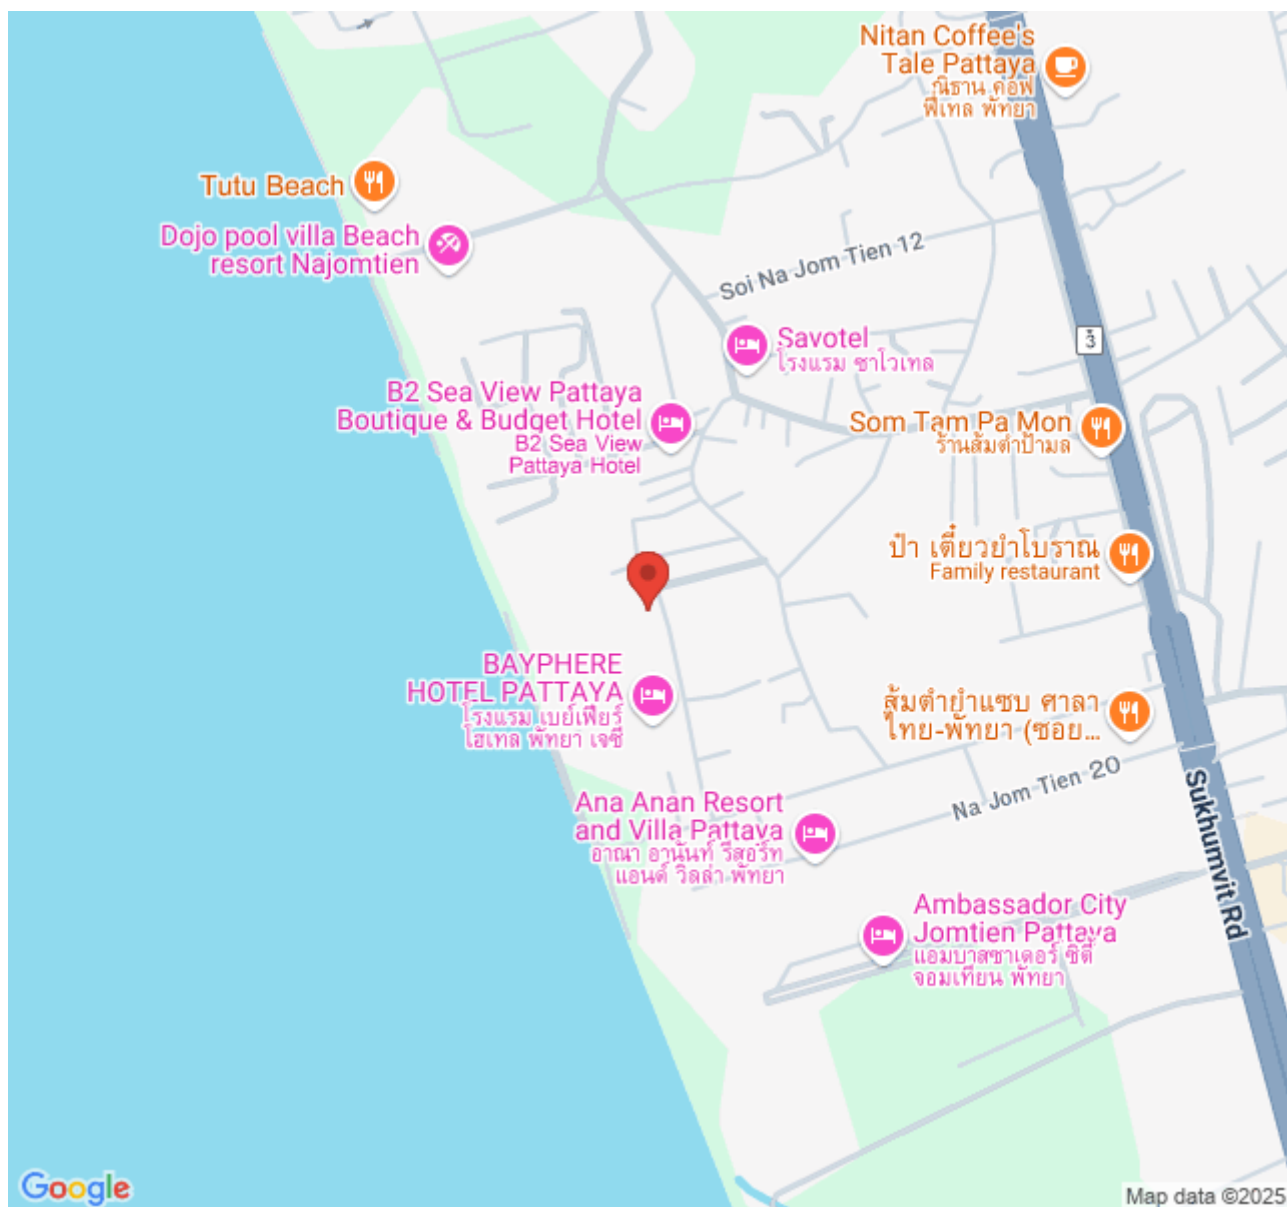 Nitan Coffee's
Tale Pattaya
ณิธาน คอฟ
ฟี่เทล พัทยา
Tutu Beach
Dojo pool villa Beach
resort Najomtien
Soi Na Jom Tien 12
3
Savotel
โรงแรม ซาโวเทล
B2 Sea View Pattaya
Boutique & Budget Hotel
B2 Sea View
Pattaya Hotel
Som Tam Pa Mon
ร้านส้มตำป้ามล
ป๋า เตี๋ยวยำโบราณ
Family restaurant
BAYPHERE
HOTEL PATTAYA
โรงแรม เบย์เฟียร์
โฮเทล พัทยา เจซี
ส้มตำยำแซบ ศาลา
ไทย-พัทยา (ซอย...
Na Jom Tien 20
Sukhumvit Rd
Ana Anan Resort
and Villa Pattaya
อาณา อานันท์ รีสอร์ท
แอนด์ วิลล่า พัทยา
Ambassador City
Jomtien Pattaya
แอมบาสซาเดอร์ ซิตี้
จอมเทียน พัทยา
Google
Map data ©2025